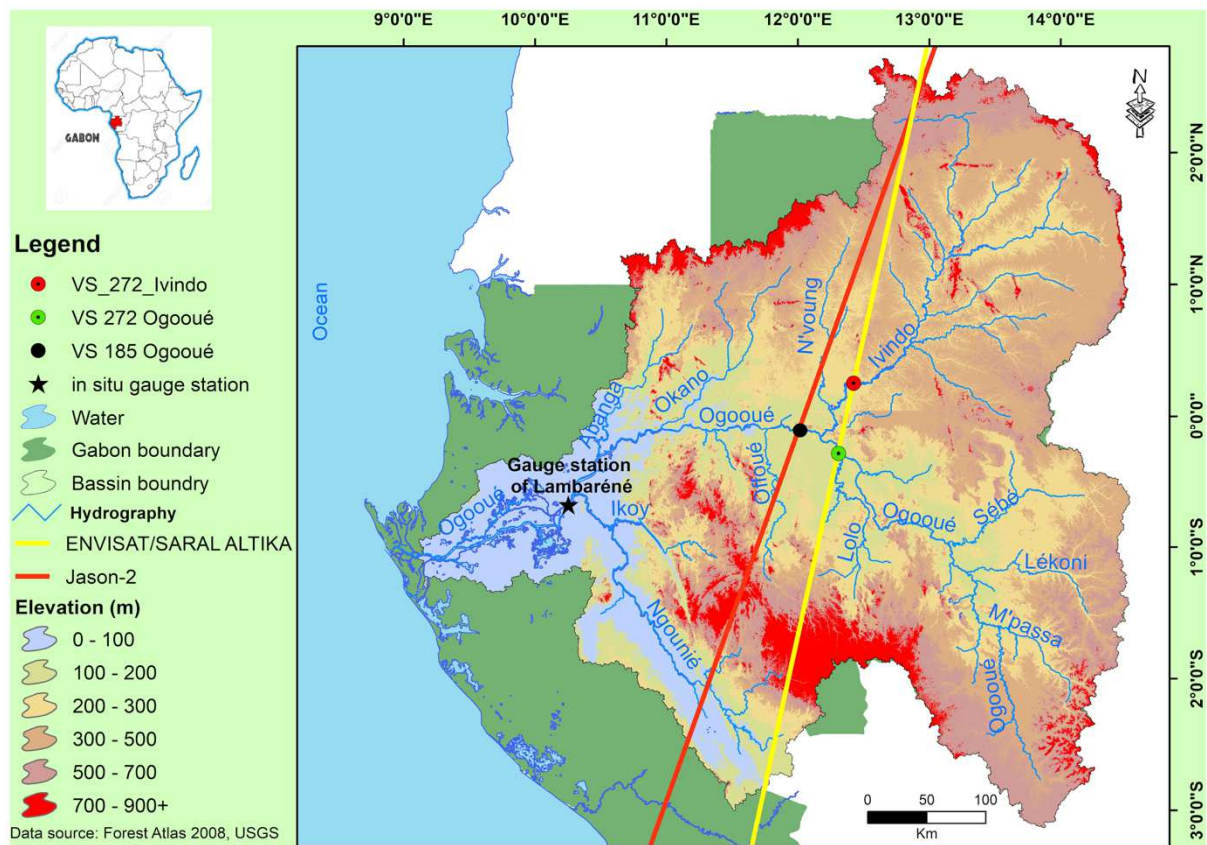 9°0'0"E
10°0'0"E
11°0'0"E
12°0'0"E
13°0'0"E
14°0'0"E
GABON
Legend
VS_272_Ivindo
VS 272 Ogooué
VS 185 Ogooué
in situ gauge station
Water
Gabon boundary
Bassin boundry
Hydrography
ENVISAT/SARAL ALTIKA
Jason-2
Elevation (m)
0 - 100
100 - 200
200 - 300
300 - 500
500 - 700
700 - 900+
Data source: Forest Atlas 2008, USGS
Ocean
N
N'voung
Ivindo
Okano
Abanga
Ogooué
Gauge station
of Lambaréné
Ogooué
Ikoy
Offoué
Lolo
Ogooué
Sébé
Lékoni
M'passa
Ogooué
Ngounié
0
50
100
Km
2°0'0"N
1°0'0"N
0°0'0"
1°0'0"S
2°0'0"S
3°0'0"S